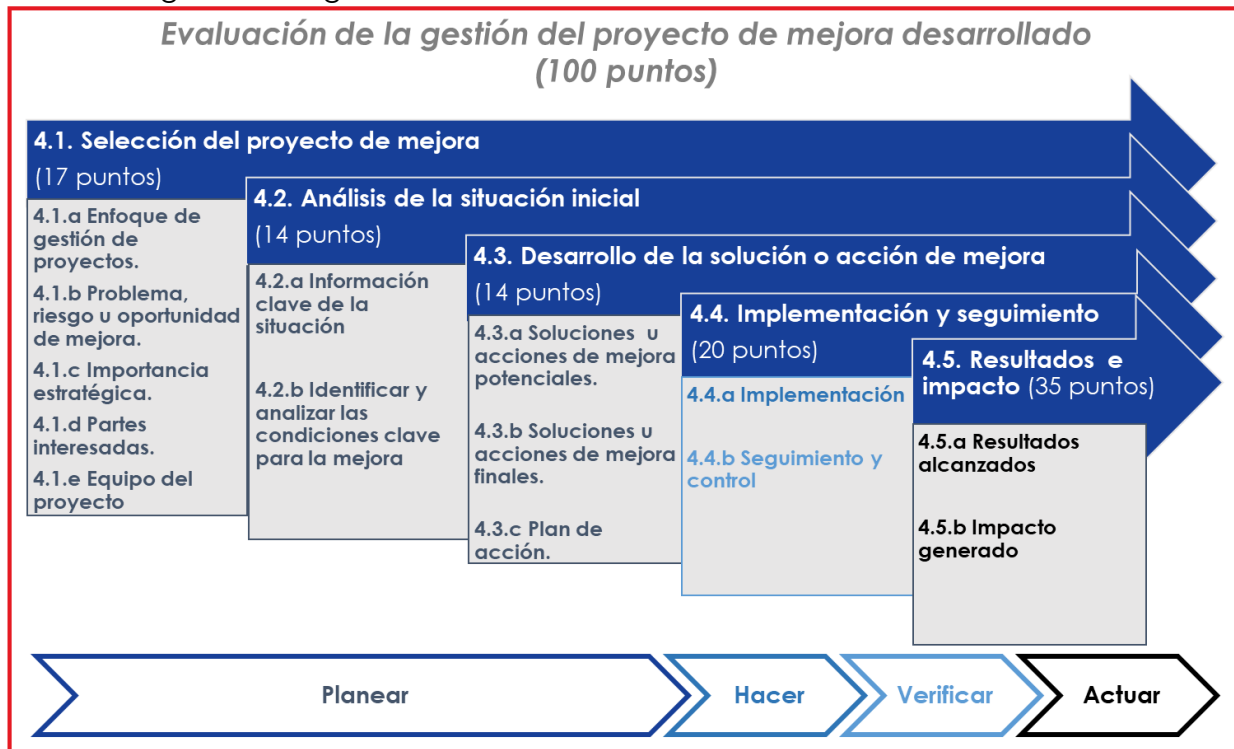 Evaluación de la gestión del proyecto de mejora desarrollado
(100 puntos)
4.1. Selección del proyecto de mejora
(17 puntos)
4.1.a Enfoque de
gestión de
proyectos.
4.1.b Problema,
riesgo u oportunidad
de mejora.
4.1.c Importancia
estratégica.
4.1.d Partes
interesadas.
4.1.e Equipo del
proyecto
4.2. Análisis de la situación inicial
(14 puntos)
4.2.a Información
clave de la
situación
4.2.b Identificar y
analizar las
condiciones clave
para la mejora
4.3. Desarrollo de la solución o acción de mejora
(14 puntos)
4.3.a Soluciones u
acciones de mejora
potenciales.
4.3.b Soluciones u
acciones de mejora
finales.
4.3.c Plan de
acción.
4.4. Implementación y seguimiento
(20 puntos)
4.4.a Implementación
4.4.b Seguimiento y
control
4.5. Resultados e
impacto (35 puntos)
4.5.a Resultados
alcanzados
4.5.b Impacto
generado
Planear
Hacer
Verificar
Actuar